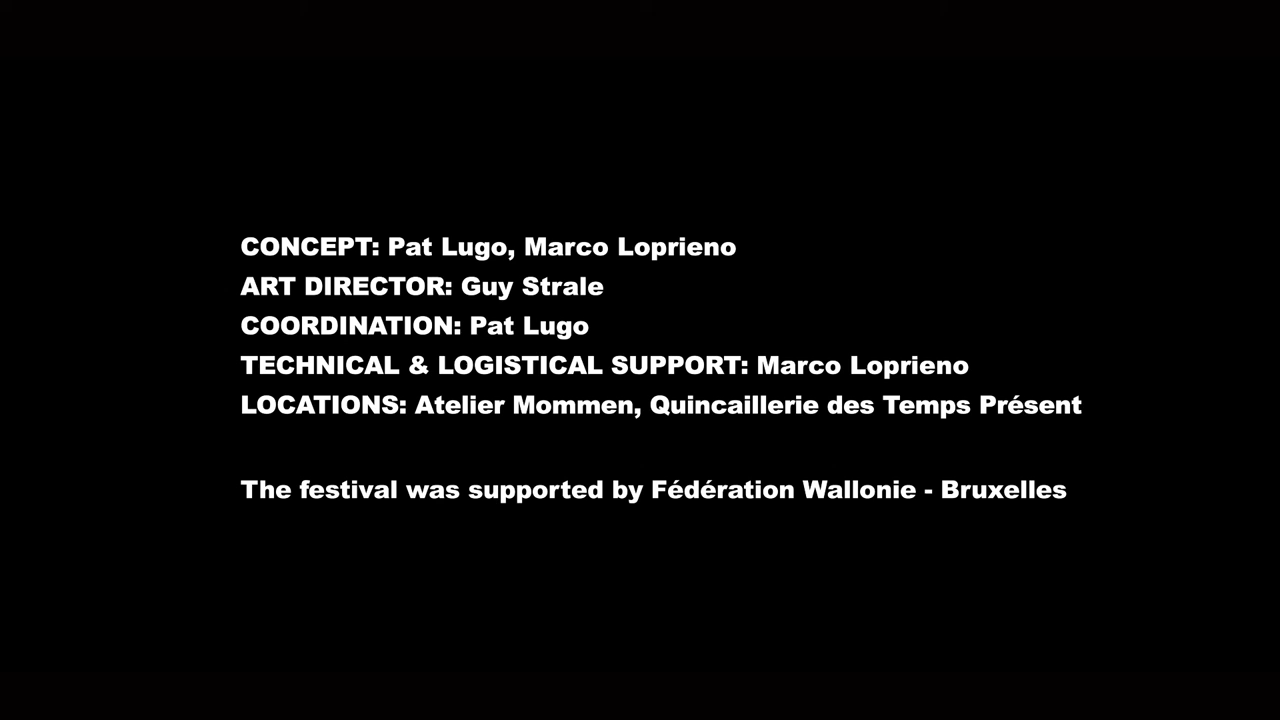 CONCEPT: Pat Lugo, Marco Loprieno
ART DIRECTOR: Guy Strale
COORDINATION: Pat Lugo
TECHNICAL & LOGISTICAL SUPPORT: Marco Loprieno
LOCATIONS: Atelier Mommen, Quincaillerie des Temps Présent
The festival was supported by Fédération Wallonie - Bruxelles